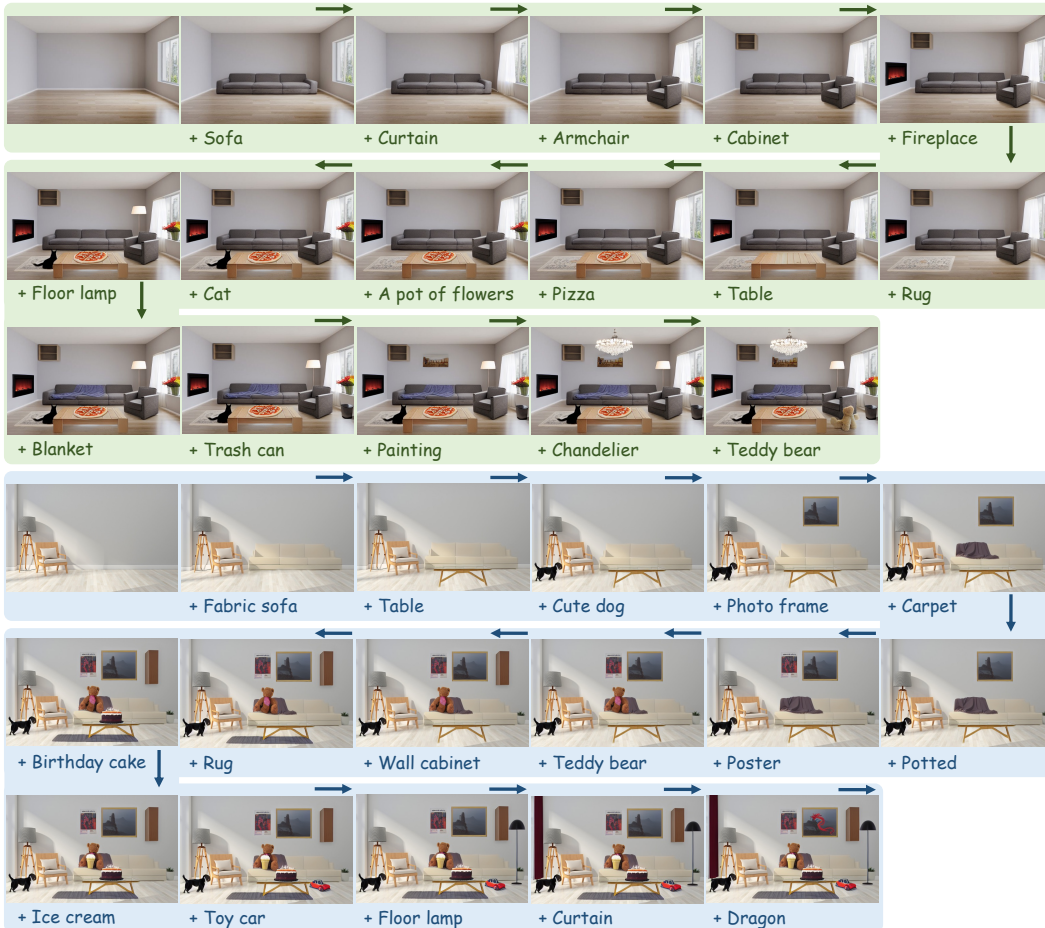 + Sofa
+ Curtain
+ Armchair
+ Cabinet
+ Fireplace
+ Floor lamp
+ Cat
+ A pot of flowers
+ Pizza
+ Table
+ Rug
+ Blanket
+ Trash can
+ Painting
+ Chandelier
+ Teddy bear
+ Fabric sofa
+ Table
+ Cute dog
+ Photo frame
+ Carpet
+ Birthday cake
+ Rug
+ Wall cabinet
+ Teddy bear
+ Poster
+ Potted
+ Ice cream
+ Toy car
+ Floor lamp
+ Curtain
+ Dragon